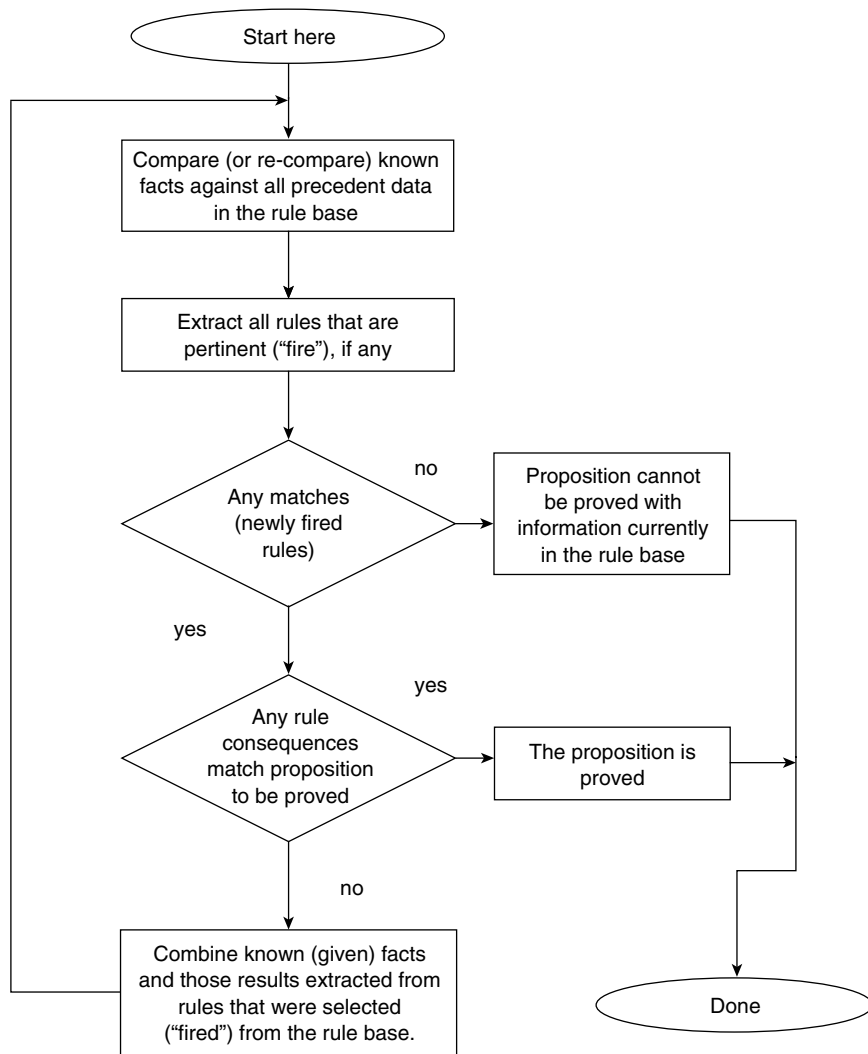 Start here
Compare (or re-compare) known
facts against all precedent data
in the rule base
Extract all rules that are
pertinent (“fire”), if any
Any matches
(newly fired
rules)
no
Proposition cannot
be proved with
information currently
in the rule base
yes
Any rule
consequences
match proposition
to be proved
yes
The proposition is
proved
no
Combine known (given) facts
and those results extracted from
rules that were selected
(“fired”) from the rule base.
Done